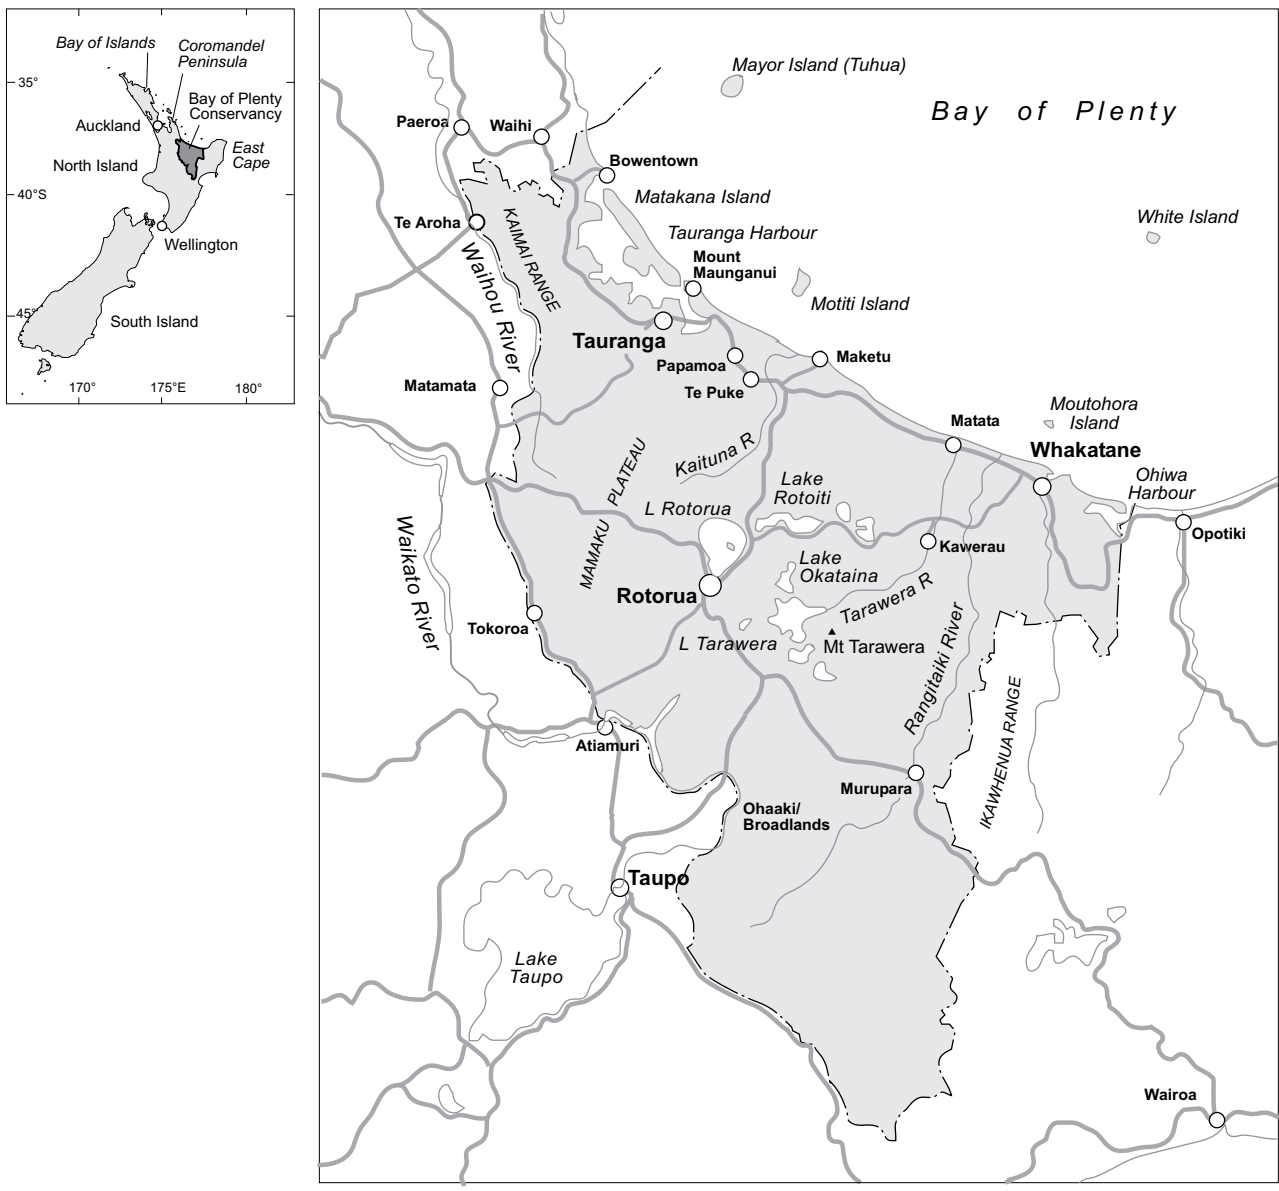 Bay of Islands
Coromandel
Peninsula
35°
Bay of Plenty
Conservancy
Auckland
East
Cape
North Island
40°S
Wellington
45°
South Island
170°
175°E
180°
Mayor Island (Tuhua)
Bay of Plenty
Paeroa
Waihi
Bowentown
Matakana Island
White Island
Te Aroha
KAIMAI RANGE
Tauranga Harbour
Waihou River
Mount
Maunganui
Motiti Island
Tauranga
Papamoa
Maketu
Matamata
Te Puke
Moutohora
Island
Matata
Whakatane
Kaituna R
PLATEAU
MAMAKU
Lake
Rotoiti
Ohiwa
Harbour
L Rotorua
Waikato River
Opotiki
Kawerau
Lake
Okataina
Rotorua
Tarawera R
Tokoroa
L Tarawera
Mt Tarawera
Rangitaiki River
IKAWHENUA RANGE
Atiamuri
Murupara
Ohaaki/
Broadlands
Taupo
Lake
Taupo
Wairoa